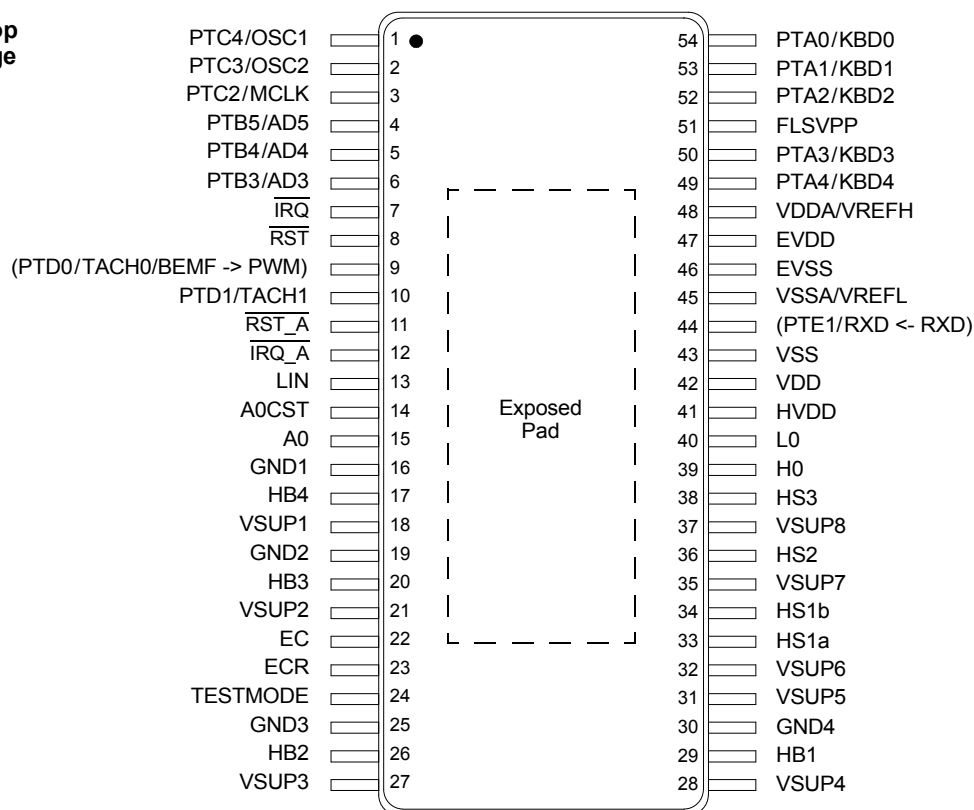 op
ge
PTC4/OSC1 1 54 PTA0/KBD0
PTC3/OSC2 2 53 PTA1/KBD1
PTC2/MCLK 3 52 PTA2/KBD2
PTB5/AD5 4 51 FLSVPP
PTB4/AD4 5 50 PTA3/KBD3
PTB3/AD3 6 49 PTA4/KBD4
IRQ 7 48 VDDA/VREFH
RST 8 47 EVDD
(PTD0/TACH0/BEMF -> PWM) 9 46 EVSS
PTD1/TACH1 10 45 VSSA/VREFL
RST_A 11 44 (PTE1/RXD <- RXD)
IRQ_A 12 43 VSS
LIN 13 42 VDD
A0CST 14 41 HVDD
A0 15 40 L0
GND1 16 39 H0
HB4 17 38 HS3
VSUP1 18 37 VSUP8
GND2 19 36 HS2
HB3 20 35 VSUP7
VSUP2 21 34 HS1b
EC 22 33 HS1a
ECR 23 32 VSUP6
TESTMODE 24 31 VSUP5
GND3 25 30 GND4
HB2 26 29 HB1
VSUP3 27 28 VSUP4
Exposed
Pad